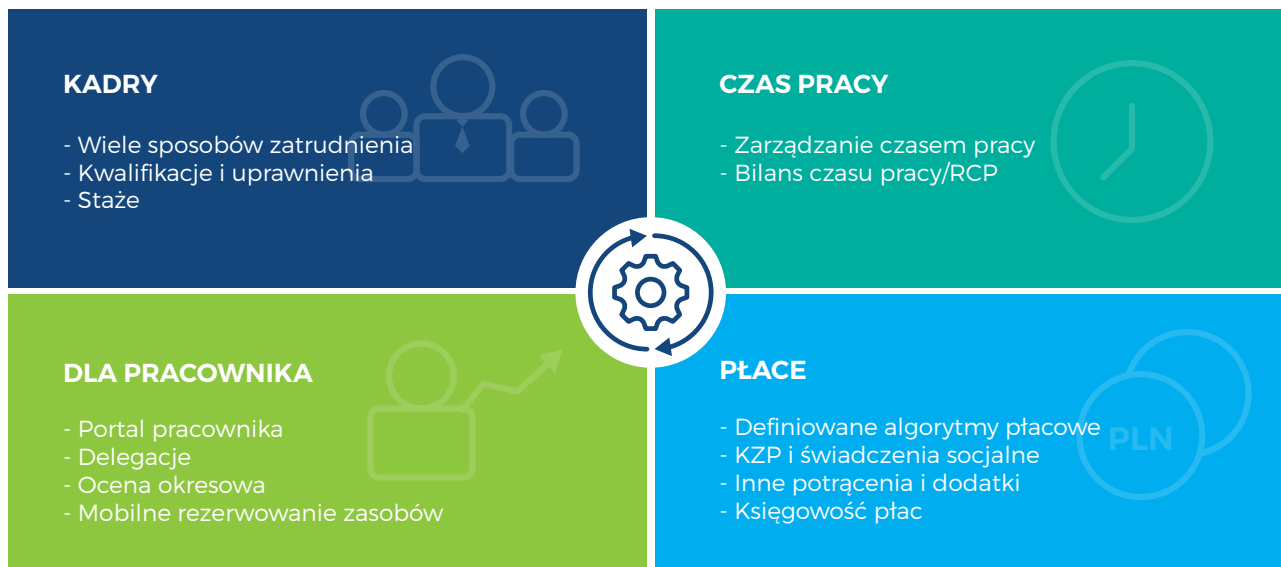 KADRY
- Wiele sposobów zatrudnienia
- Kwalifikacje i uprawnienia
- Staże
CZAS PRACY
- Zarządzanie czasem pracy
- Bilans czasu pracy/RCP
DLA PRACOWNIKA
- Portal pracownika
- Delegacje
- Ocena okresowa
- Mobilne rezerwowanie zasobów
PŁACE
- Definiowane algorytmy płacowe
- KZP i świadczenia socjalne
- Inne potrącenia i dodatki
- Księgowość płac
PLN